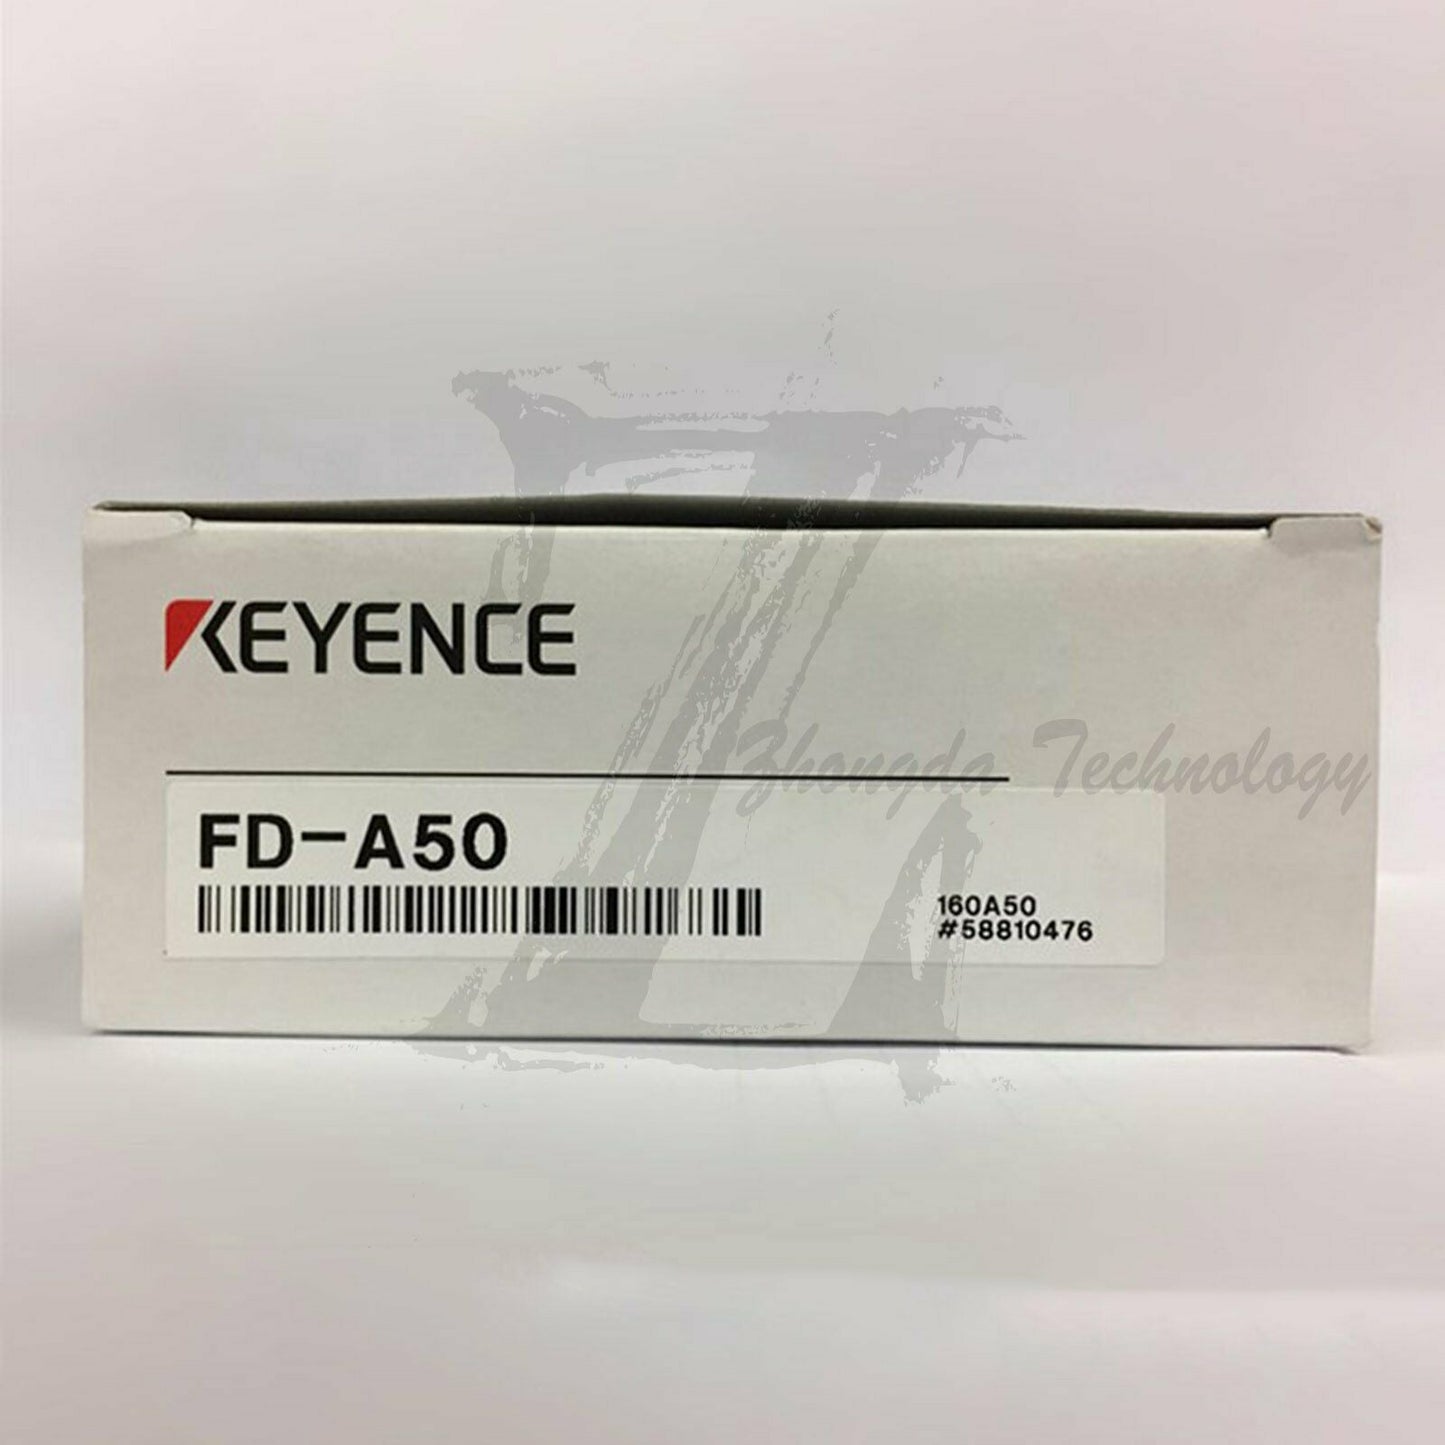 KEYENCE
Zhongda Technology
FD-A50
160A50
#58810476